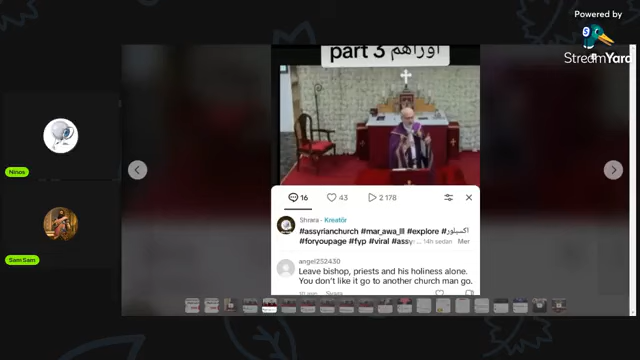 Powered by
StreamYard
part 3 اوراهم
Ninos
Sam Sam
16
43
2 178
Shrara · Kreatör
#assyrianchurch #mar_awa_III #explore #اكسبلور
#foryoupage #fyp #viral #assy... 14h sedan Mer
angel252430
Leave bishop, priests and his holiness alone.
You don't like it go to another church man go.